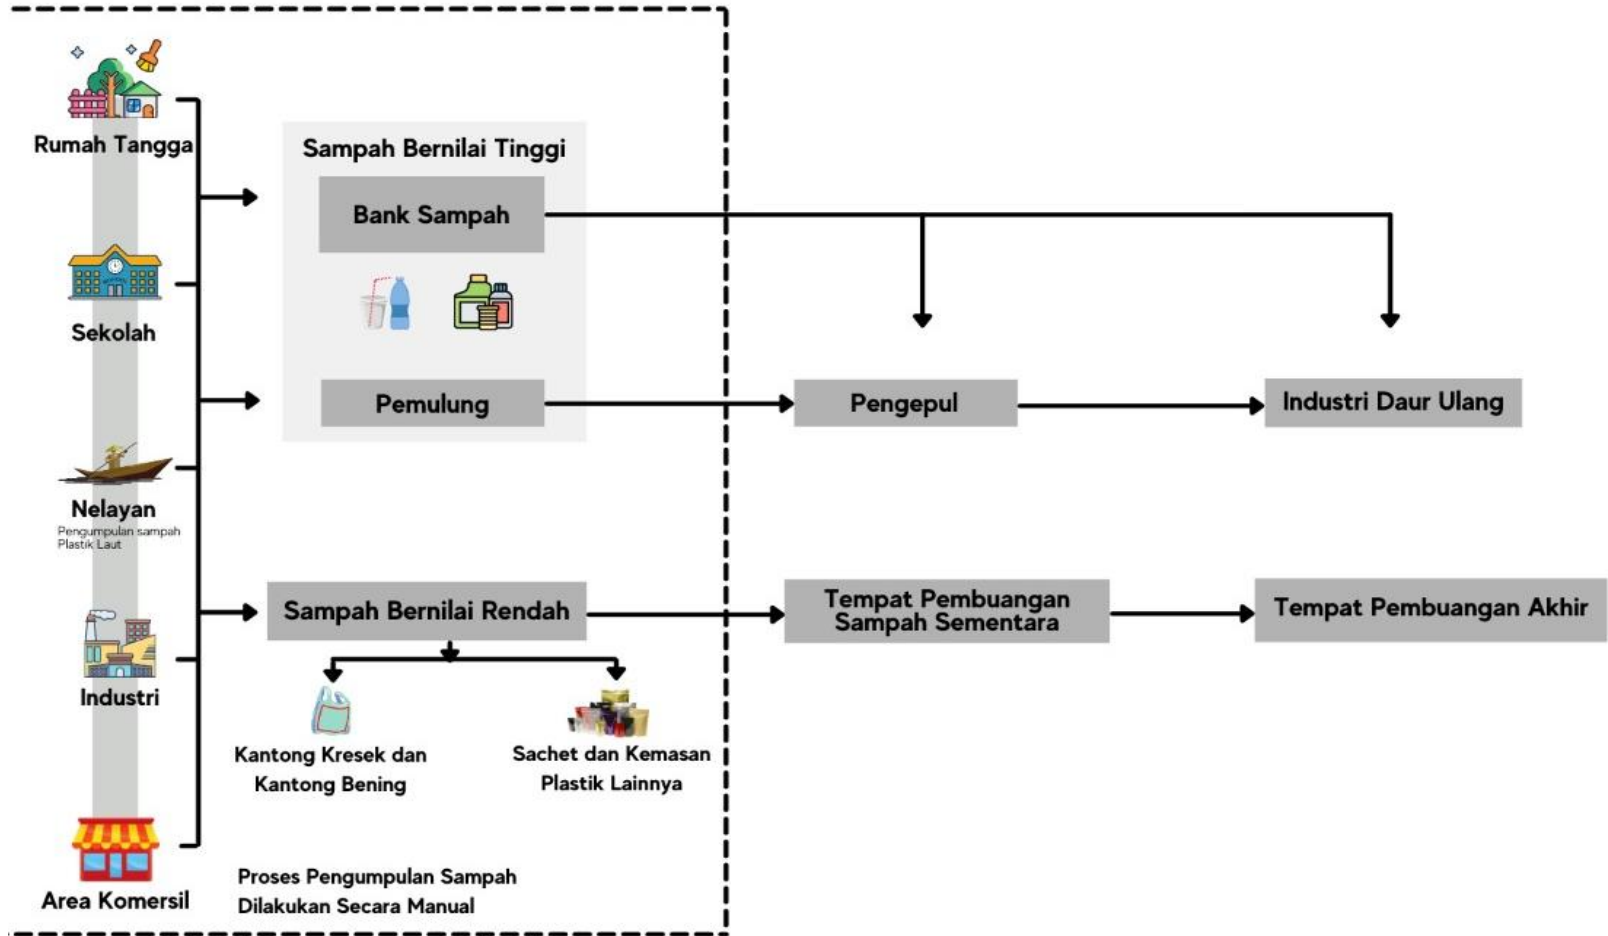 Rumah Tangga
Sekolah
Nelayan
Pengumpulan sampah
Plastik Laut
Industri
Area Komersil
Sampah Bernilai Tinggi
Bank Sampah
Pemulung
Pengepul
Industri Daur Ulang
Sampah Bernilai Rendah
Tempat Pembuangan
Sampah Sementara
Tempat Pembuangan Akhir
Kantong Kresek dan
Kantong Bening
Sachet dan Kemasan
Plastik Lainnya
Proses Pengumpulan Sampah
Dilakukan Secara Manual